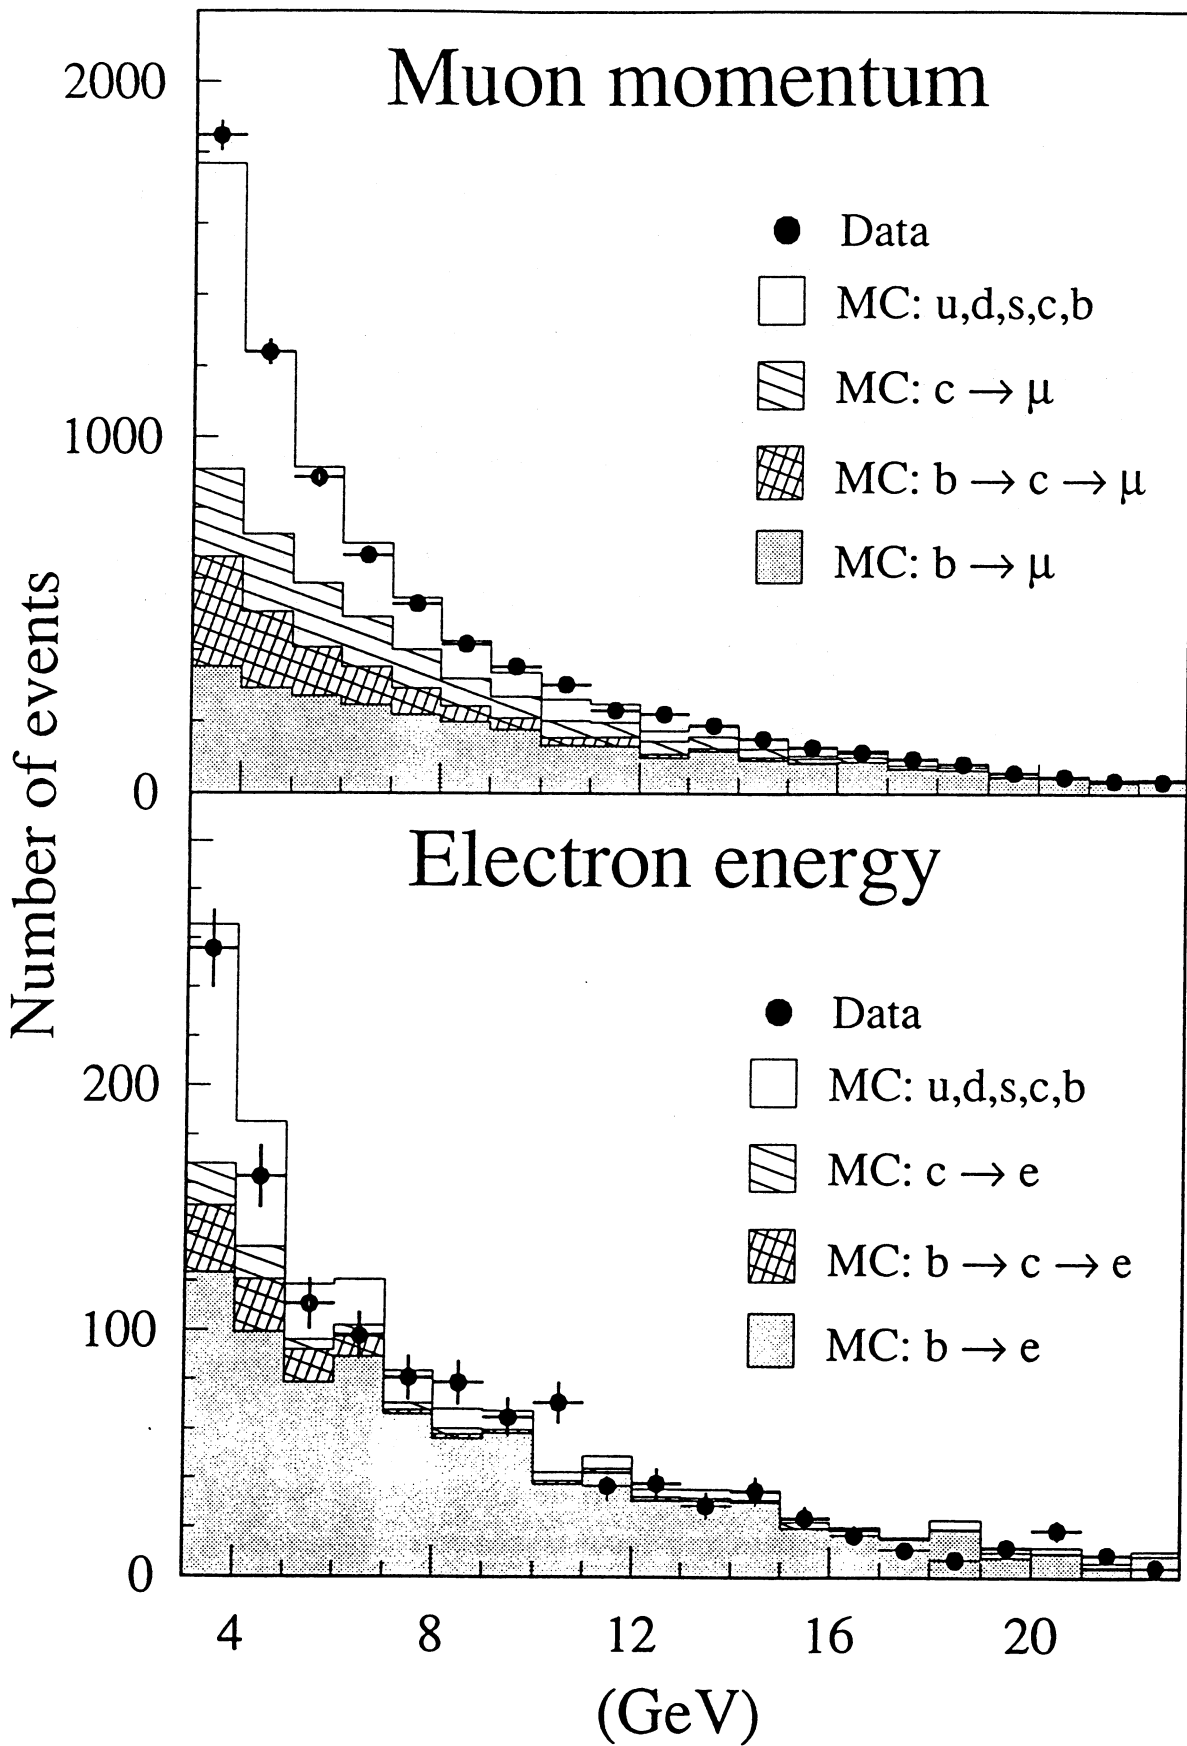 Muon momentum
2000
1000
0
Data
MC: u,d,s,c,b
MC: c → μ
MC: b → c → μ
MC: b → μ
Number of events
Electron energy
200
100
0
Data
MC: u,d,s,c,b
MC: c → e
MC: b → c → e
MC: b → e
4 8 12 16 20
(GeV)